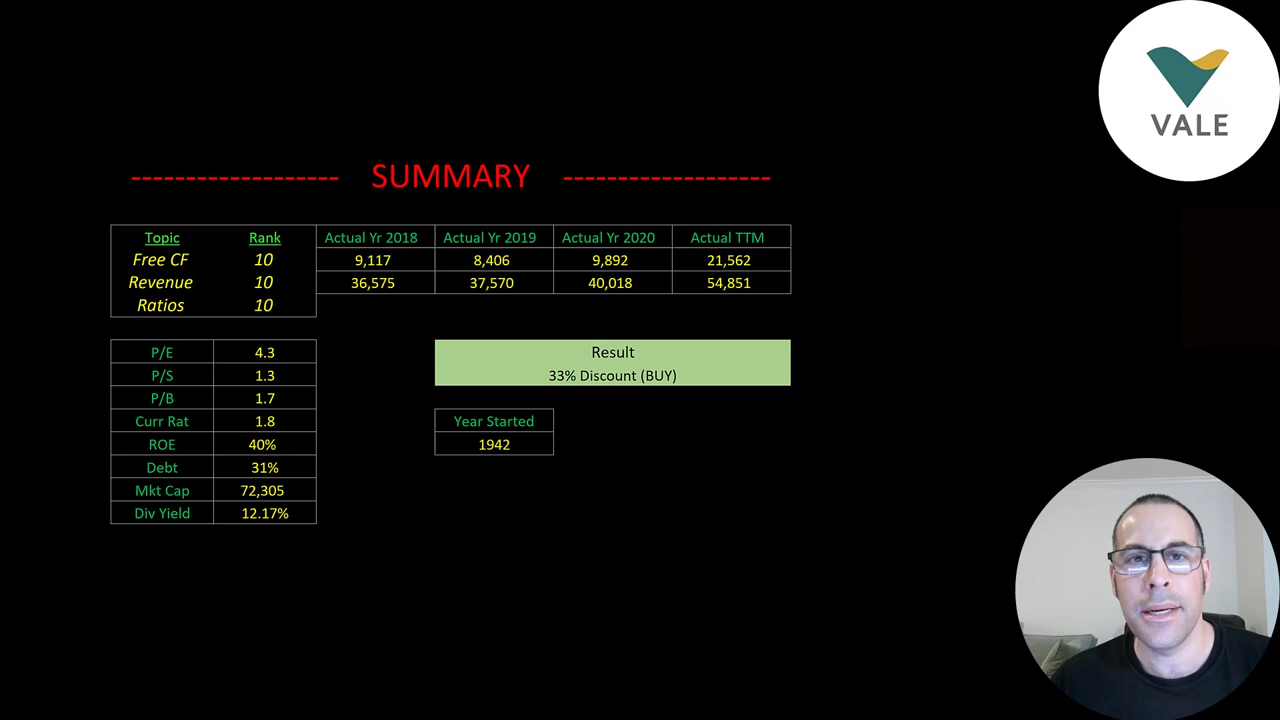 VALE
------------------- SUMMARY -------------------
Topic Rank Actual Yr 2018 Actual Yr 2019 Actual Yr 2020 Actual TTM
Free CF 10 9,117 8,406 9,892 21,562
Revenue 10 36,575 37,570 40,018 54,851
Ratios 10
P/E 4.3
P/S 1.3
P/B 1.7
Curr Rat 1.8
ROE 40%
Debt 31%
Mkt Cap 72,305
Div Yield 12.17%
Result
33% Discount (BUY)
Year Started
1942